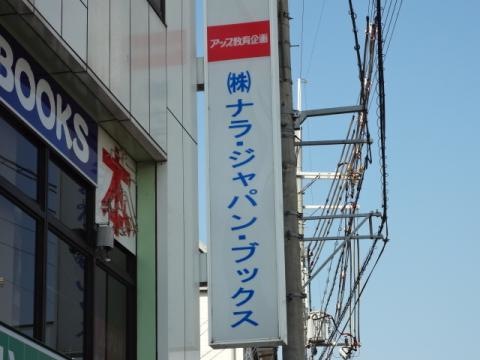 アップ教育企画
㈱ナラ・ジャパン・ブックス
BOOKS
本